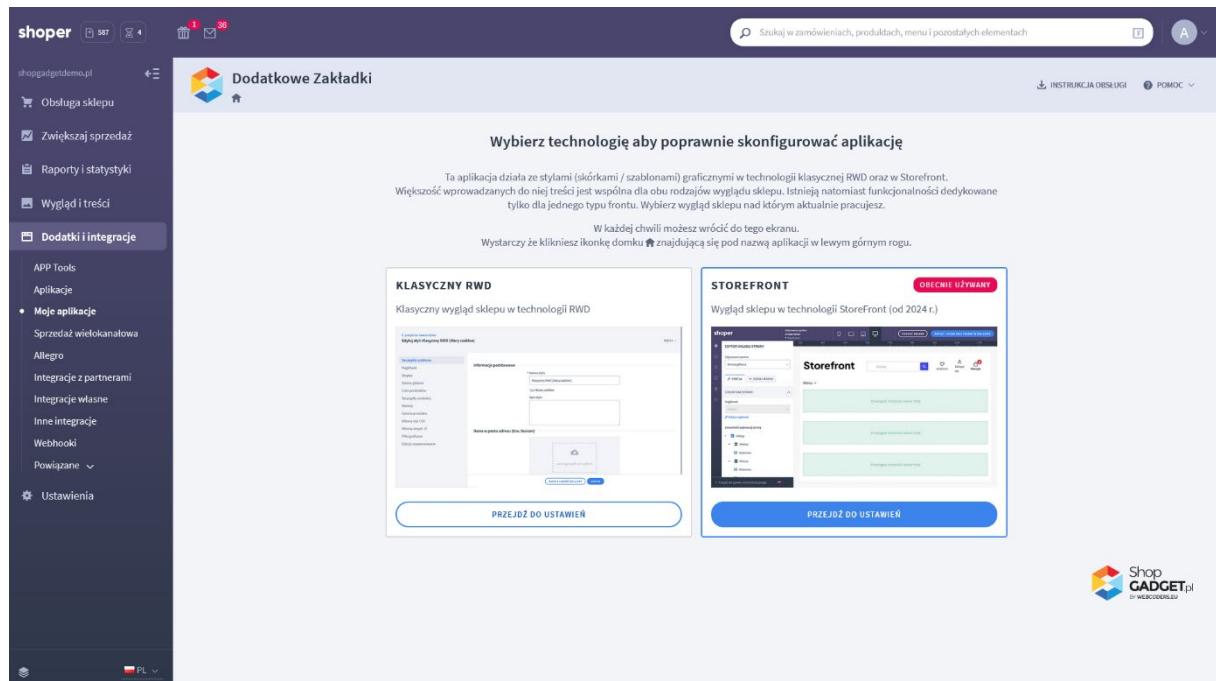 shoper 587 4 1 36
Szukaj w zamówieniach, produktach, menu i pozostałych elementach
A
shopgadgetdemo.pl
Obsługa sklepu
Zwiększaj sprzedaż
Raporty i statystyki
Wygląd i treści
Dodatki i integracje
APP Tools
Aplikacje
Moje aplikacje
Sprzedaż wielokanałowa
Allegro
Integracje z partnerami
Integracje własne
Inne integracje
Webhooki
Powiązane
Ustawienia
PL
Dodatkowe Zakładki
INSTRUKCJA OBSŁUGI POMOC
Wybierz technologię aby poprawnie skonfigurować aplikację
Ta aplikacja działa ze stylami (skórkami / szablonami) graficznymi w technologii klasycznej RWD oraz w Storefront.
Większość wprowadzanych do niej treści jest wspólna dla obu rodzajów wyglądu sklepu. Istnieją natomiast funkcjonalności dedykowane
tylko dla jednego typu frontu. Wybierz wygląd sklepu nad którym aktualnie pracujesz.
W każdej chwili możesz wrócić do tego ekranu.
Wystarczy że klikniesz ikonkę domku znajdującą się pod nazwą aplikacji w lewym górnym rogu.
KLASYCZNY RWD
Klasyczny wygląd sklepu w technologii RWD
Informacje podstawowe
PRZEJDŹ DO USTAWIEŃ
STOREFRONT
OBECNIE UŻYWANY
Wygląd sklepu w technologii StoreFront (od 2024 r.)
shoper
Storefront
PRZEJDŹ DO USTAWIEŃ
Shop
GADGET.pl
BY WEBCODERS.EU